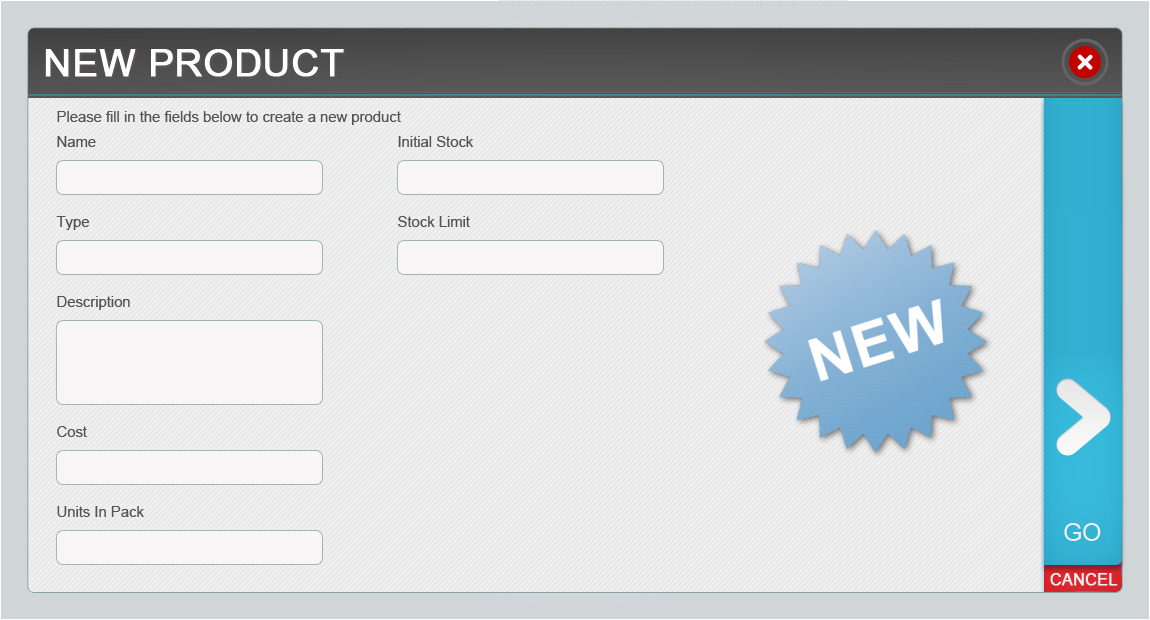 NEW PRODUCT
Please fill in the fields below to create a new product
Name
Initial Stock
Type
Stock Limit
Description
NEW
Cost
Units In Pack
GO
CANCEL